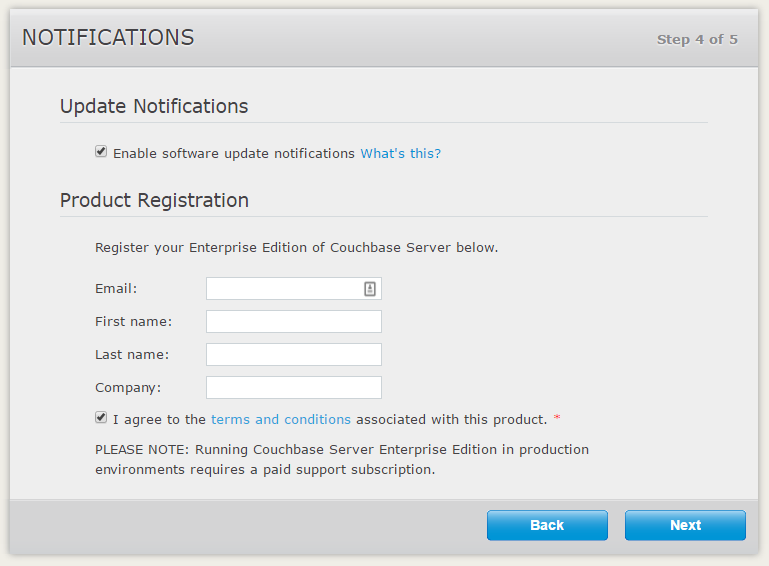 NOTIFICATIONS
Step 4 of 5
Update Notifications
Enable software update notifications What's this?
Product Registration
Register your Enterprise Edition of Couchbase Server below.
Email:
First name:
Last name:
Company:
I agree to the terms and conditions associated with this product. *
PLEASE NOTE: Running Couchbase Server Enterprise Edition in production
environments requires a paid support subscription.
Back
Next